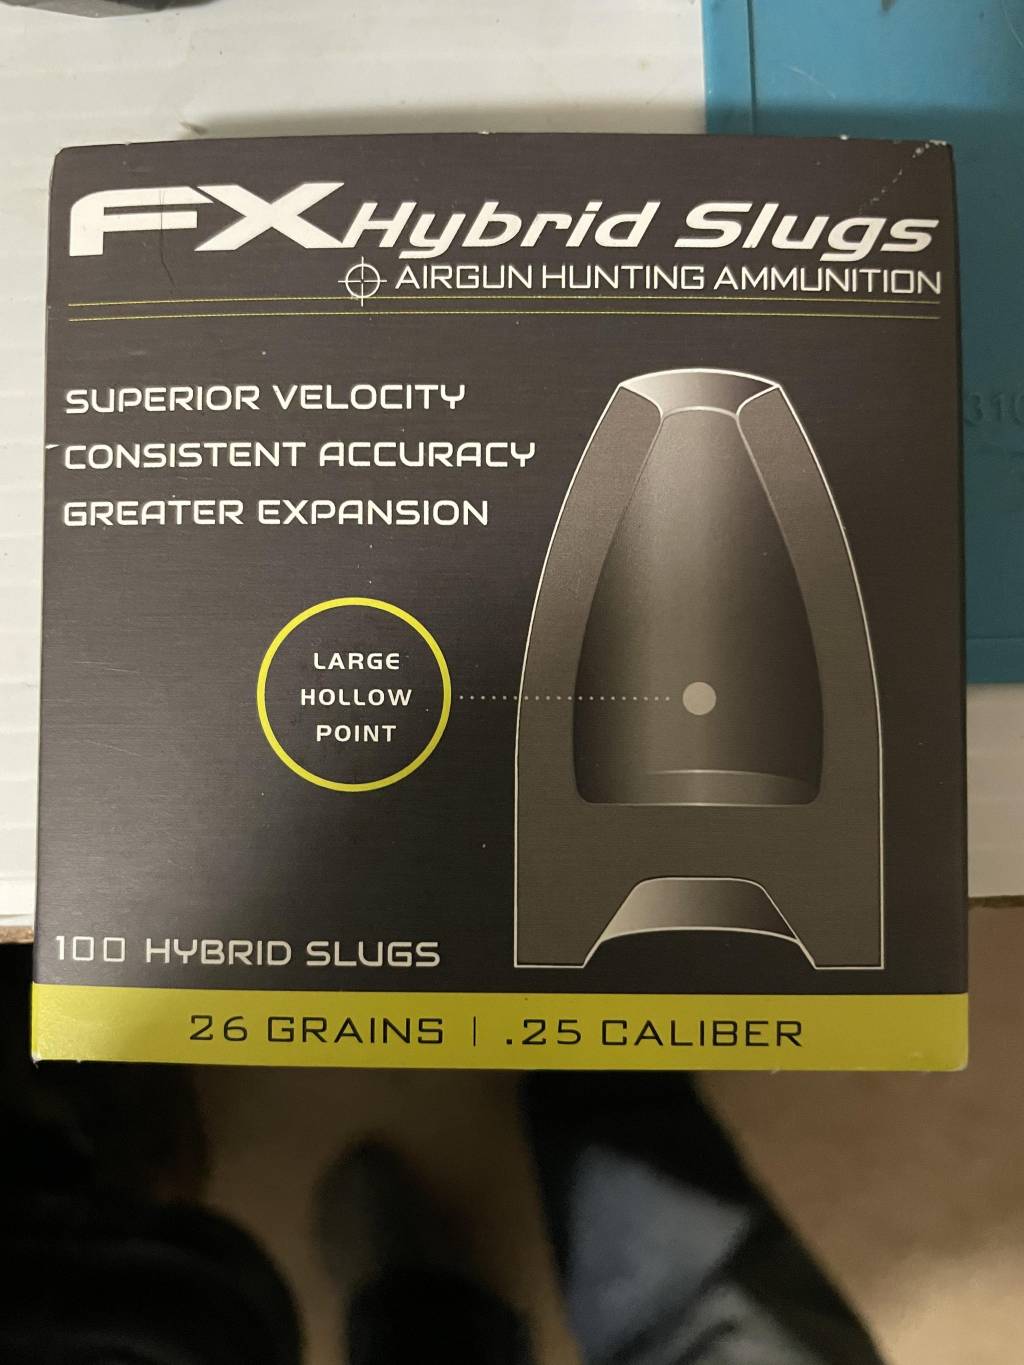 FX Hybrid Slugs
AIRGUN HUNTING AMMUNITION
SUPERIOR VELOCITY
CONSISTENT ACCURACY
GREATER EXPANSION
LARGE
HOLLOW
POINT
100 HYBRID SLUGS
26 GRAINS | .25 CALIBER